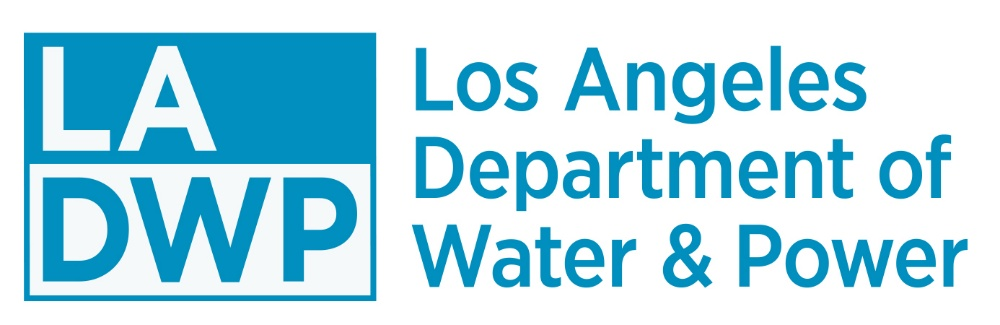 LA
DWP
Los Angeles
Department of
Water & Power